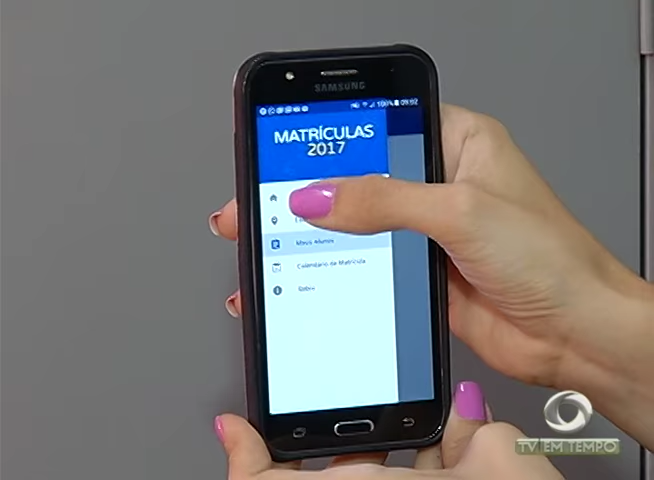 SAMSUNG
100% 09:02
MATRÍCULAS
2017
Meus Alunos
Calendário de Matrícula
Sobre
TV EM TEMPO